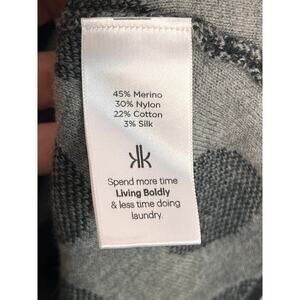 45% Merino
30% Nylon
22% Cotton
3% Silk
kk
Spend more time
Living Boldly
& less time doing
laundry.